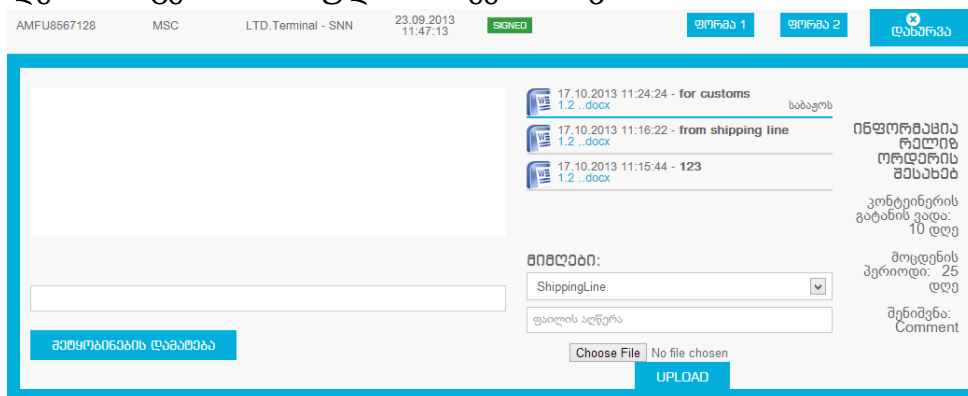 AMFU8567128 MSC LTD.Terminal - SNN 23.09.2013 11:47:13 SIGNED ფორმა 1 ფორმა 2 დახურვა
17.10.2013 11:24:24 - for customs
1.2 ..docx საბაჟოს
17.10.2013 11:16:22 - from shipping line
1.2 ..docx
17.10.2013 11:15:44 - 123
1.2 ..docx
მიმღები:
ShippingLine
ფაილის აღწერა
Choose File No file chosen
UPLOAD
შეტყობინების დამატება
ინფორმაცია
რელიზ
ორდერის
შესახებ
კონტეინერის
გატანის ვადა:
10 დღე
მოცდენის
პერიოდი: 25
დღე
შენიშვნა:
Comment